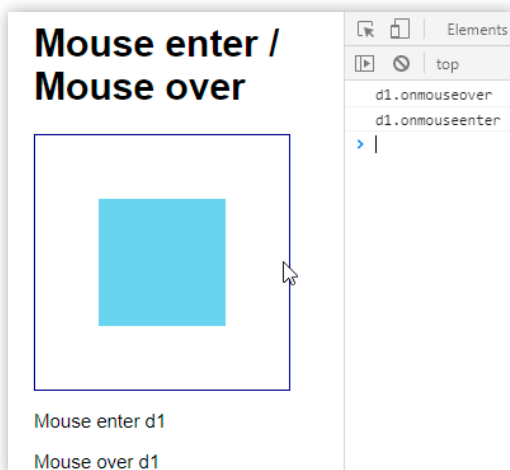 Mouse enter /
Mouse over
Mouse enter d1
Mouse over d1
Elements
top
d1.onmouseover
d1.onmouseenter